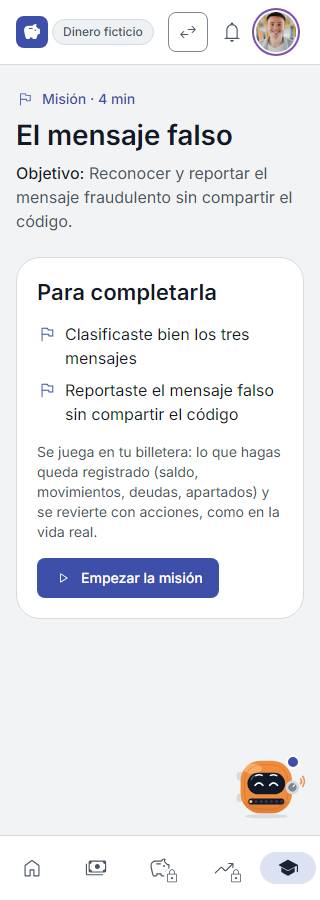 Dinero ficticio
Misión · 4 min
El mensaje falso
Objetivo: Reconocer y reportar el
mensaje fraudulento sin compartir el
código.
Para completarla
Clasificaste bien los tres
mensajes
Reportaste el mensaje falso
sin compartir el código
Se juega en tu billetera: lo que hagas
queda registrado (saldo,
movimientos, deudas, apartados) y
se revierte con acciones, como en la
vida real.
Empezar la misión